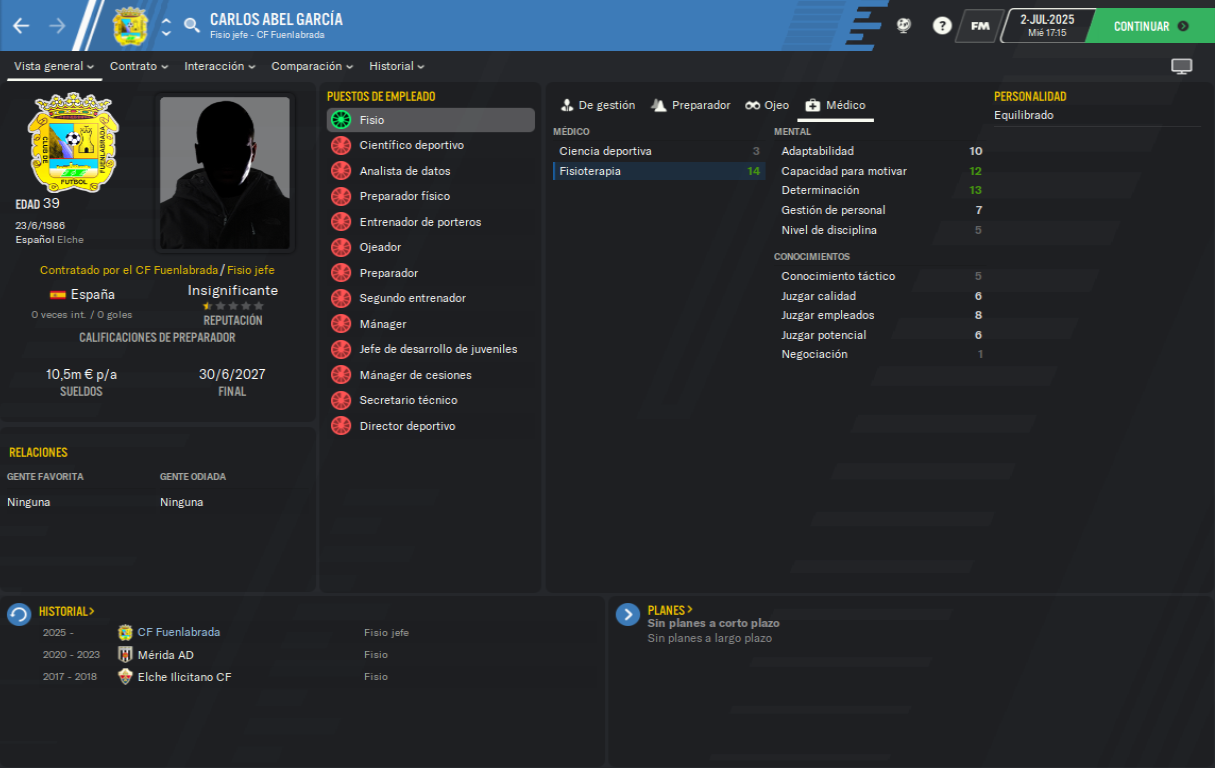 CARLOS ABEL GARCÍA
Fisio jefe - CF Fuenlabrada
?
FM
2-JUL-2025
Mié 17:15
CONTINUAR
Vista general
Contrato
Interacción
Comparación
Historial
CLUB DE
FUENLABRADA
FUTBOL
EDAD 39
23/6/1986
Español Elche
Contratado por el CF Fuenlabrada / Fisio jefe
España
0 veces int. / 0 goles
Insignificante
REPUTACIÓN
CALIFICACIONES DE PREPARADOR
10,5m € p/a
SUELDOS
30/6/2027
FINAL
RELACIONES
GENTE FAVORITA
Ninguna
GENTE ODIADA
Ninguna
PUESTOS DE EMPLEADO
Fisio
Científico deportivo
Analista de datos
Preparador físico
Entrenador de porteros
Ojeador
Preparador
Segundo entrenador
Mánager
Jefe de desarrollo de juveniles
Mánager de cesiones
Secretario técnico
Director deportivo
De gestión
Preparador
Ojeo
Médico
MÉDICO
Ciencia deportiva 3
Fisioterapia 14
MENTAL
Adaptabilidad 10
Capacidad para motivar 12
Determinación 13
Gestión de personal 7
Nivel de disciplina 5
CONOCIMIENTOS
Conocimiento táctico 5
Juzgar calidad 6
Juzgar empleados 8
Juzgar potencial 6
Negociación 1
PERSONALIDAD
Equilibrado
HISTORIAL >
2025 - CF Fuenlabrada Fisio jefe
2020 - 2023 Mérida AD Fisio
2017 - 2018 Elche Ilicitano CF Fisio
PLANES >
Sin planes a corto plazo
Sin planes a largo plazo